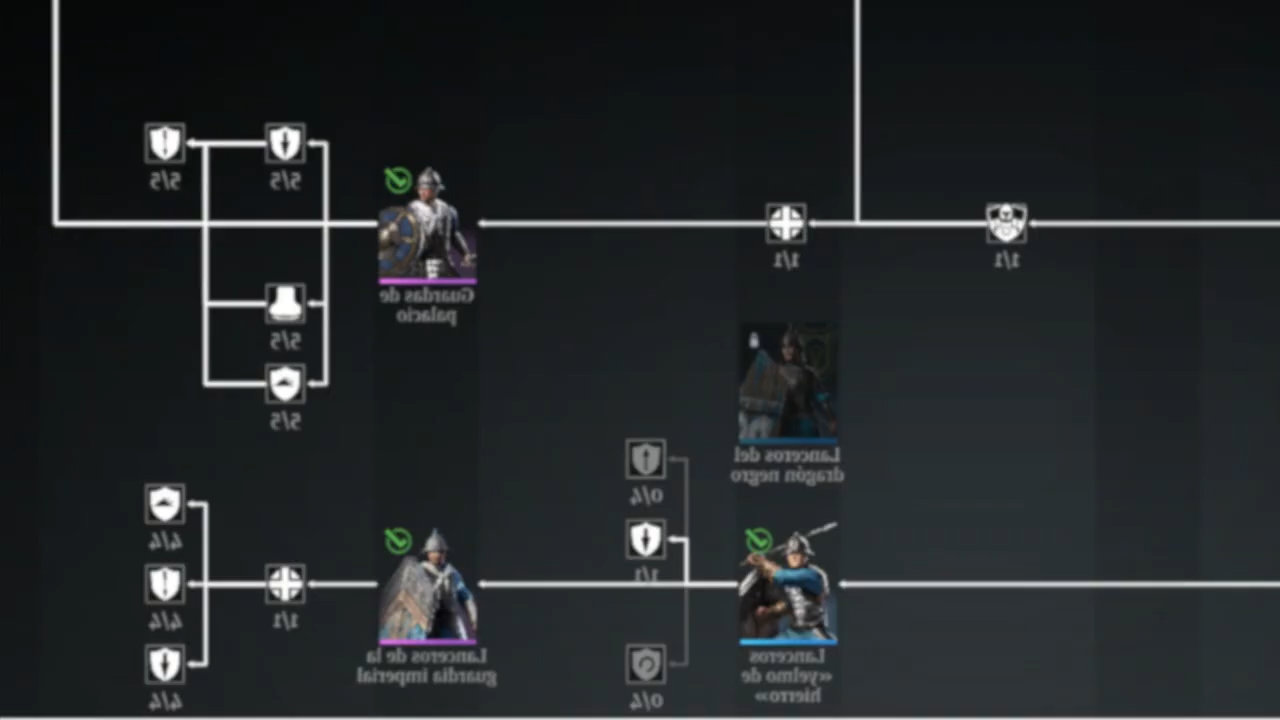 5/5
5/5
1/1
1/1
5/5
Guardas de
palacio
5/5
Lanceros del
dragón negro
0/4
4/4
1/1
4/4
1/1
Lanceros de la
guardia imperial
Lanceros
«yelmo de
hierro»
4/4
0/4